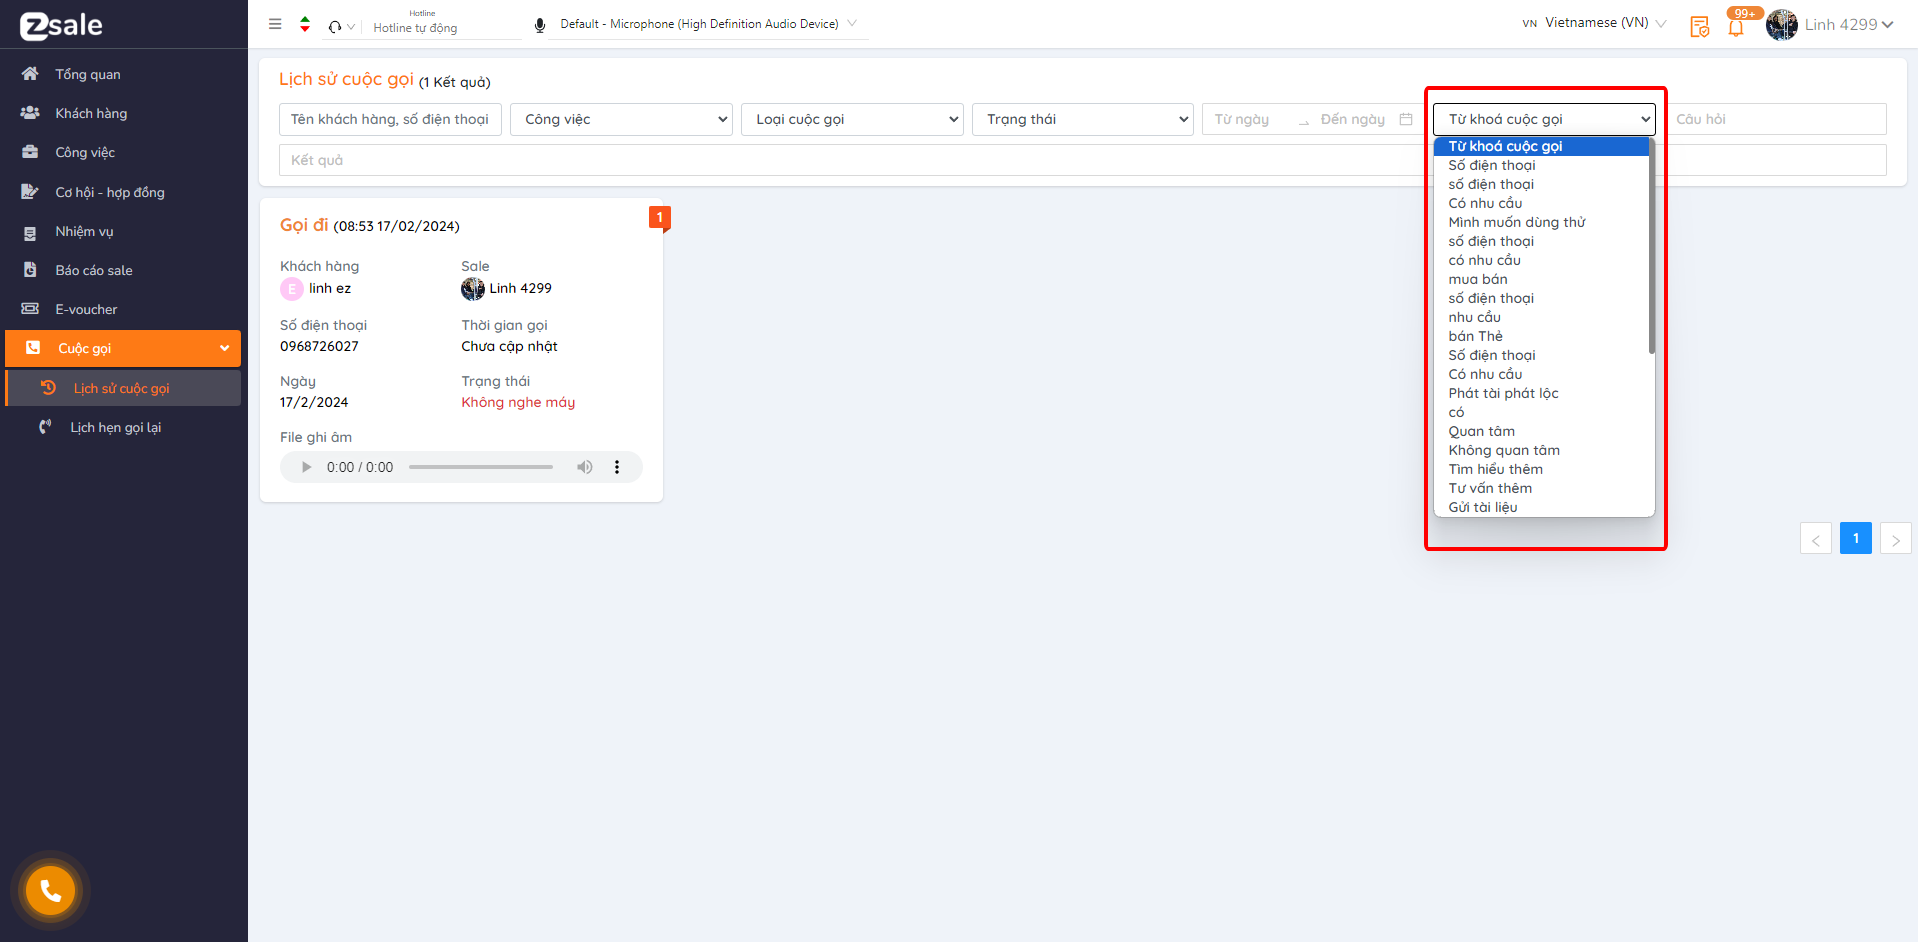 zsale
Hotline
Hotline tự động
Default - Microphone (High Definition Audio Device)
VN Vietnamese (VN)
99+
Linh 4299
Tổng quan
Khách hàng
Công việc
Cơ hội - hợp đồng
Nhiệm vụ
Báo cáo sale
E-voucher
Cuộc gọi
Lịch sử cuộc gọi
Lịch hẹn gọi lại
Lịch sử cuộc gọi (1 Kết quả)
Tên khách hàng, số điện thoại
Công việc
Loại cuộc gọi
Trạng thái
Từ ngày
Đến ngày
Từ khoá cuộc gọi
Câu hỏi
Kết quả
Từ khoá cuộc gọi
Số điện thoại
số điện thoại
Có nhu cầu
Mình muốn dùng thử
số điện thoại
có nhu cầu
mua bán
số điện thoại
nhu cầu
bán Thẻ
Số điện thoại
Có nhu cầu
Phát tài phát lộc
có
Quan tâm
Không quan tâm
Tìm hiểu thêm
Tư vấn thêm
Gửi tài liệu
Gọi đi (08:53 17/02/2024)
1
Khách hàng
Sale
E
linh ez
Linh 4299
Số điện thoại
Thời gian gọi
0968726027
Chưa cập nhật
Ngày
Trạng thái
17/2/2024
Không nghe máy
File ghi âm
0:00 / 0:00
< 1 >